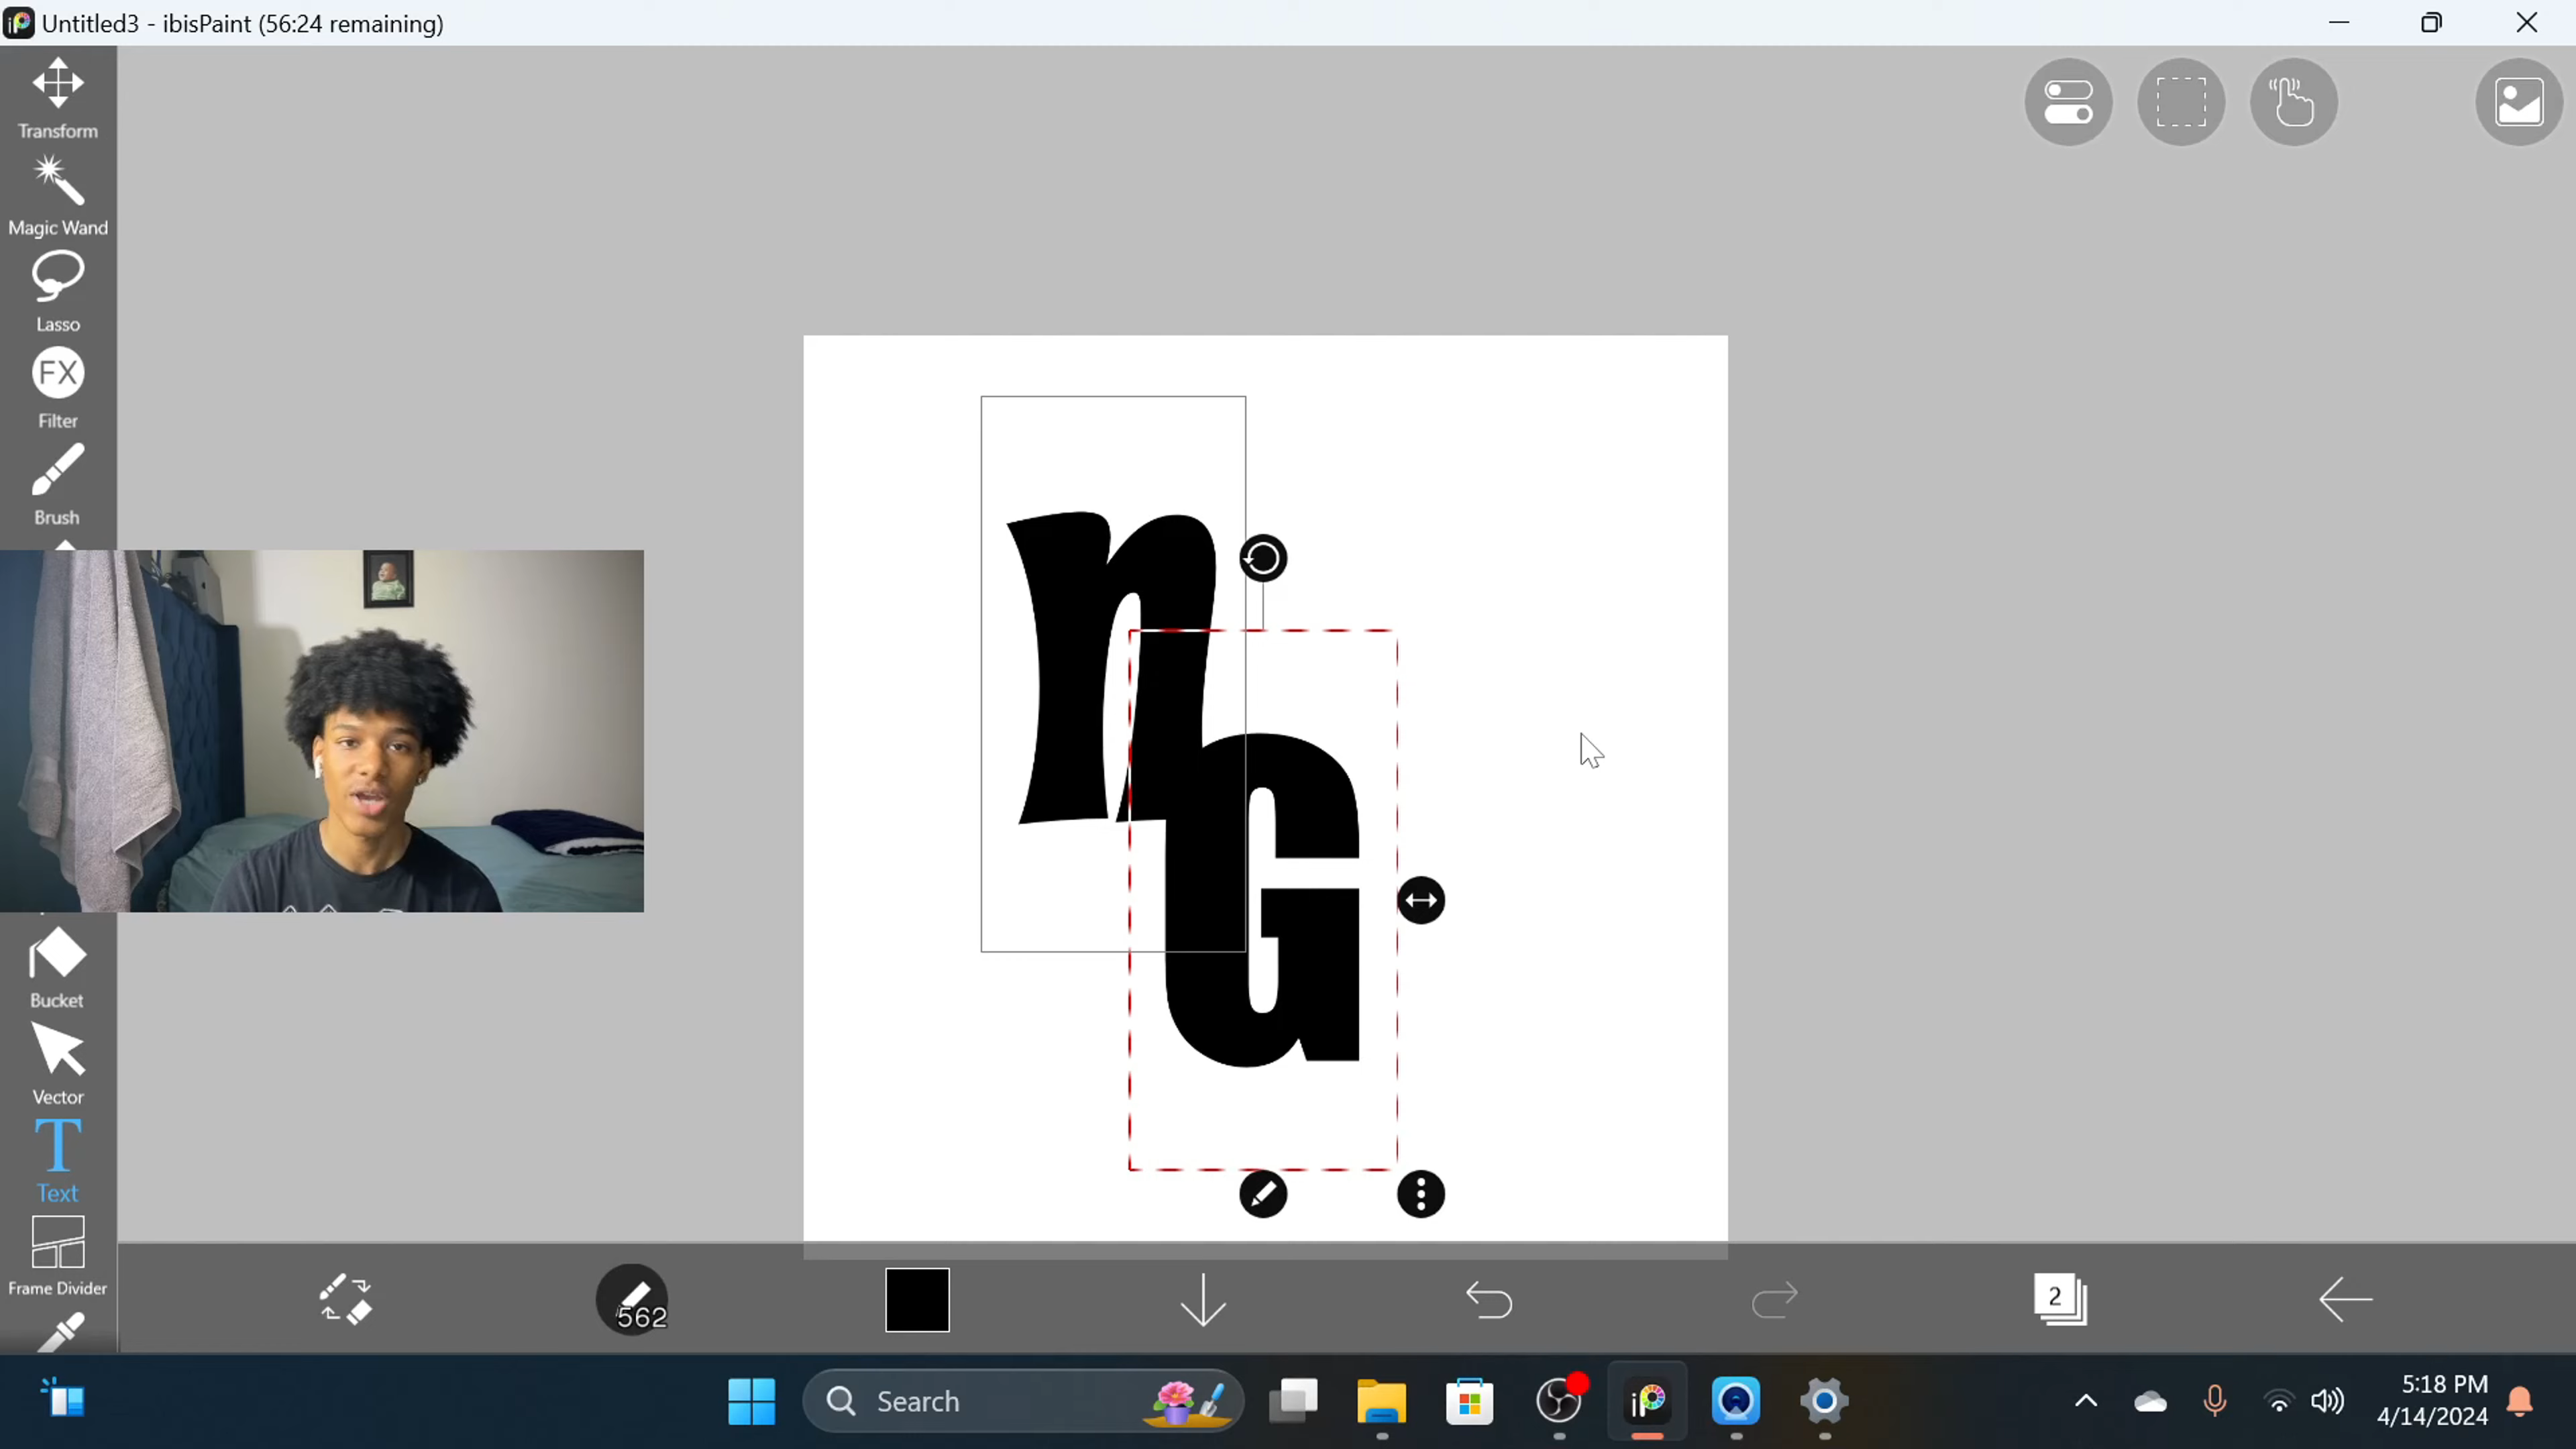 Untitled3 - ibisPaint (56:24 remaining)
Transform
Magic Wand
Lasso
FX
Filter
Brush
n
G
Bucket
Vector
T
Text
Frame Divider
562
2
Search
5:18 PM
4/14/2024